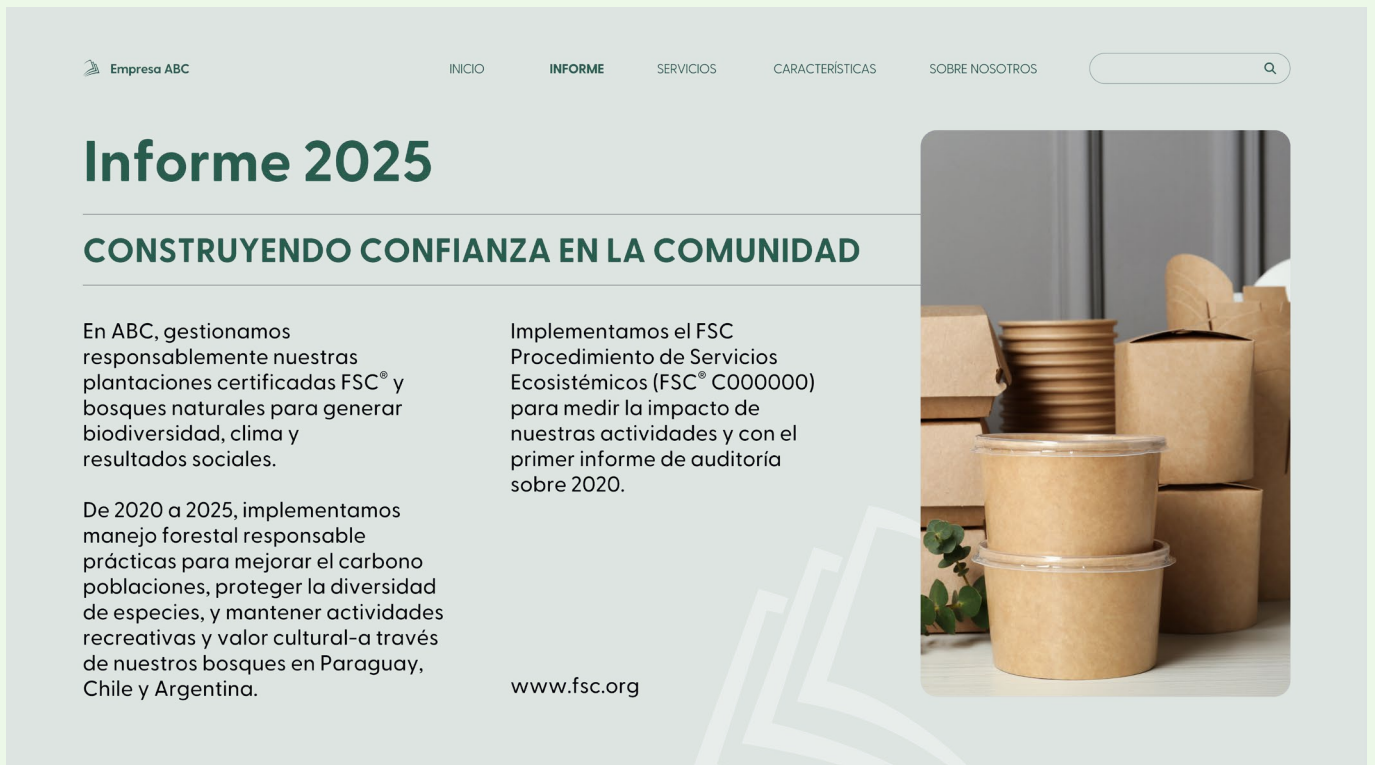 Empresa ABC
INICIO
INFORME
SERVICIOS
CARACTERÍSTICAS
SOBRE NOSOTROS
Informe 2025
CONSTRUYENDO CONFIANZA EN LA COMUNIDAD
En ABC, gestionamos
responsablemente nuestras
plantaciones certificadas FSC® y
bosques naturales para generar
biodiversidad, clima y
resultados sociales.
De 2020 a 2025, implementamos
manejo forestal responsable
prácticas para mejorar el carbono
poblaciones, proteger la diversidad
de especies, y mantener actividades
recreativas y valor cultural-a través
de nuestros bosques en Paraguay,
Chile y Argentina.
Implementamos el FSC
Procedimiento de Servicios
Ecosistémicos (FSC® C000000)
para medir la impacto de
nuestras actividades y con el
primer informe de auditoría
sobre 2020.
www.fsc.org